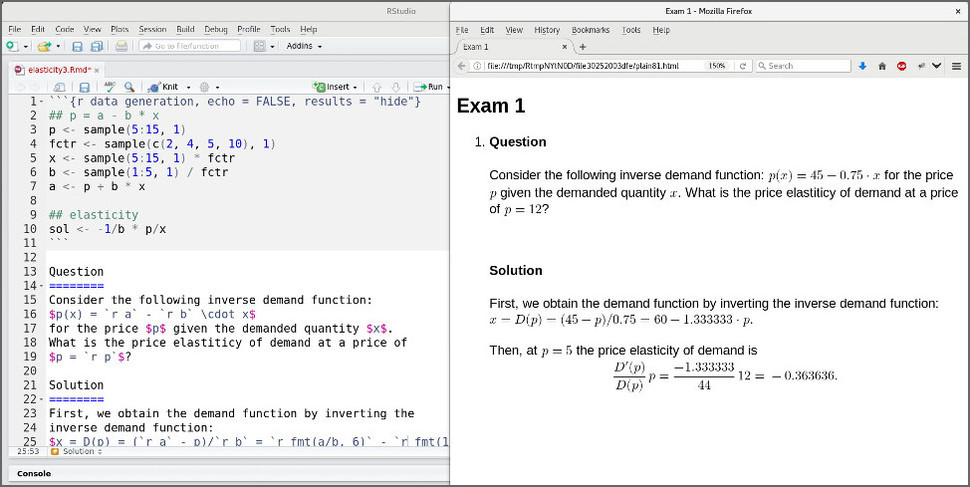 RStudio
File Edit Code View Plots Session Build Debug Profile Tools Help
Go to file/function Addins
elasticity3.Rmd* ×
Knit Insert Run
1 ```{r data generation, echo = FALSE, results = "hide"}
2 ## p = a - b * x
3 p <- sample(5:15, 1)
4 fctr <- sample(c(2, 4, 5, 10), 1)
5 x <- sample(5:15, 1) * fctr
6 b <- sample(1:5, 1) / fctr
7 a <- p + b * x
8
9 ## elasticity
10 sol <- -1/b * p/x
11 ```
12
13 Question
14 ========
15 Consider the following inverse demand function:
16 $p(x) = `r a` - `r b` \cdot x$
17 for the price $p$ given the demanded quantity $x$.
18 What is the price elastiticy of demand at a price of
19 $p = `r p`$?
20
21 Solution
22 ========
23 First, we obtain the demand function by inverting the
24 inverse demand function:
25 $x = D(p) = (`r a` - p)/`r b` = `r fmt(a/b, 6)` - `r fmt(1
25:53 Solution
Console
Exam 1 - Mozilla Firefox ×
File Edit View History Bookmarks Tools Help
Exam 1 × +
file:///tmp/RtmpNYtN0D/file30252003dfe/plain81.html 150% Search
Exam 1
1. Question
Consider the following inverse demand function: p(x) = 45 − 0.75 · x for the price
p given the demanded quantity x. What is the price elastiticy of demand at a price
of p = 12?
Solution
First, we obtain the demand function by inverting the inverse demand function:
x = D(p) = (45 − p)/0.75 = 60 − 1.333333 · p.
Then, at p = 5 the price elasticity of demand is
D′(p)/D(p) p = −1.333333/44 12 = − 0.363636.